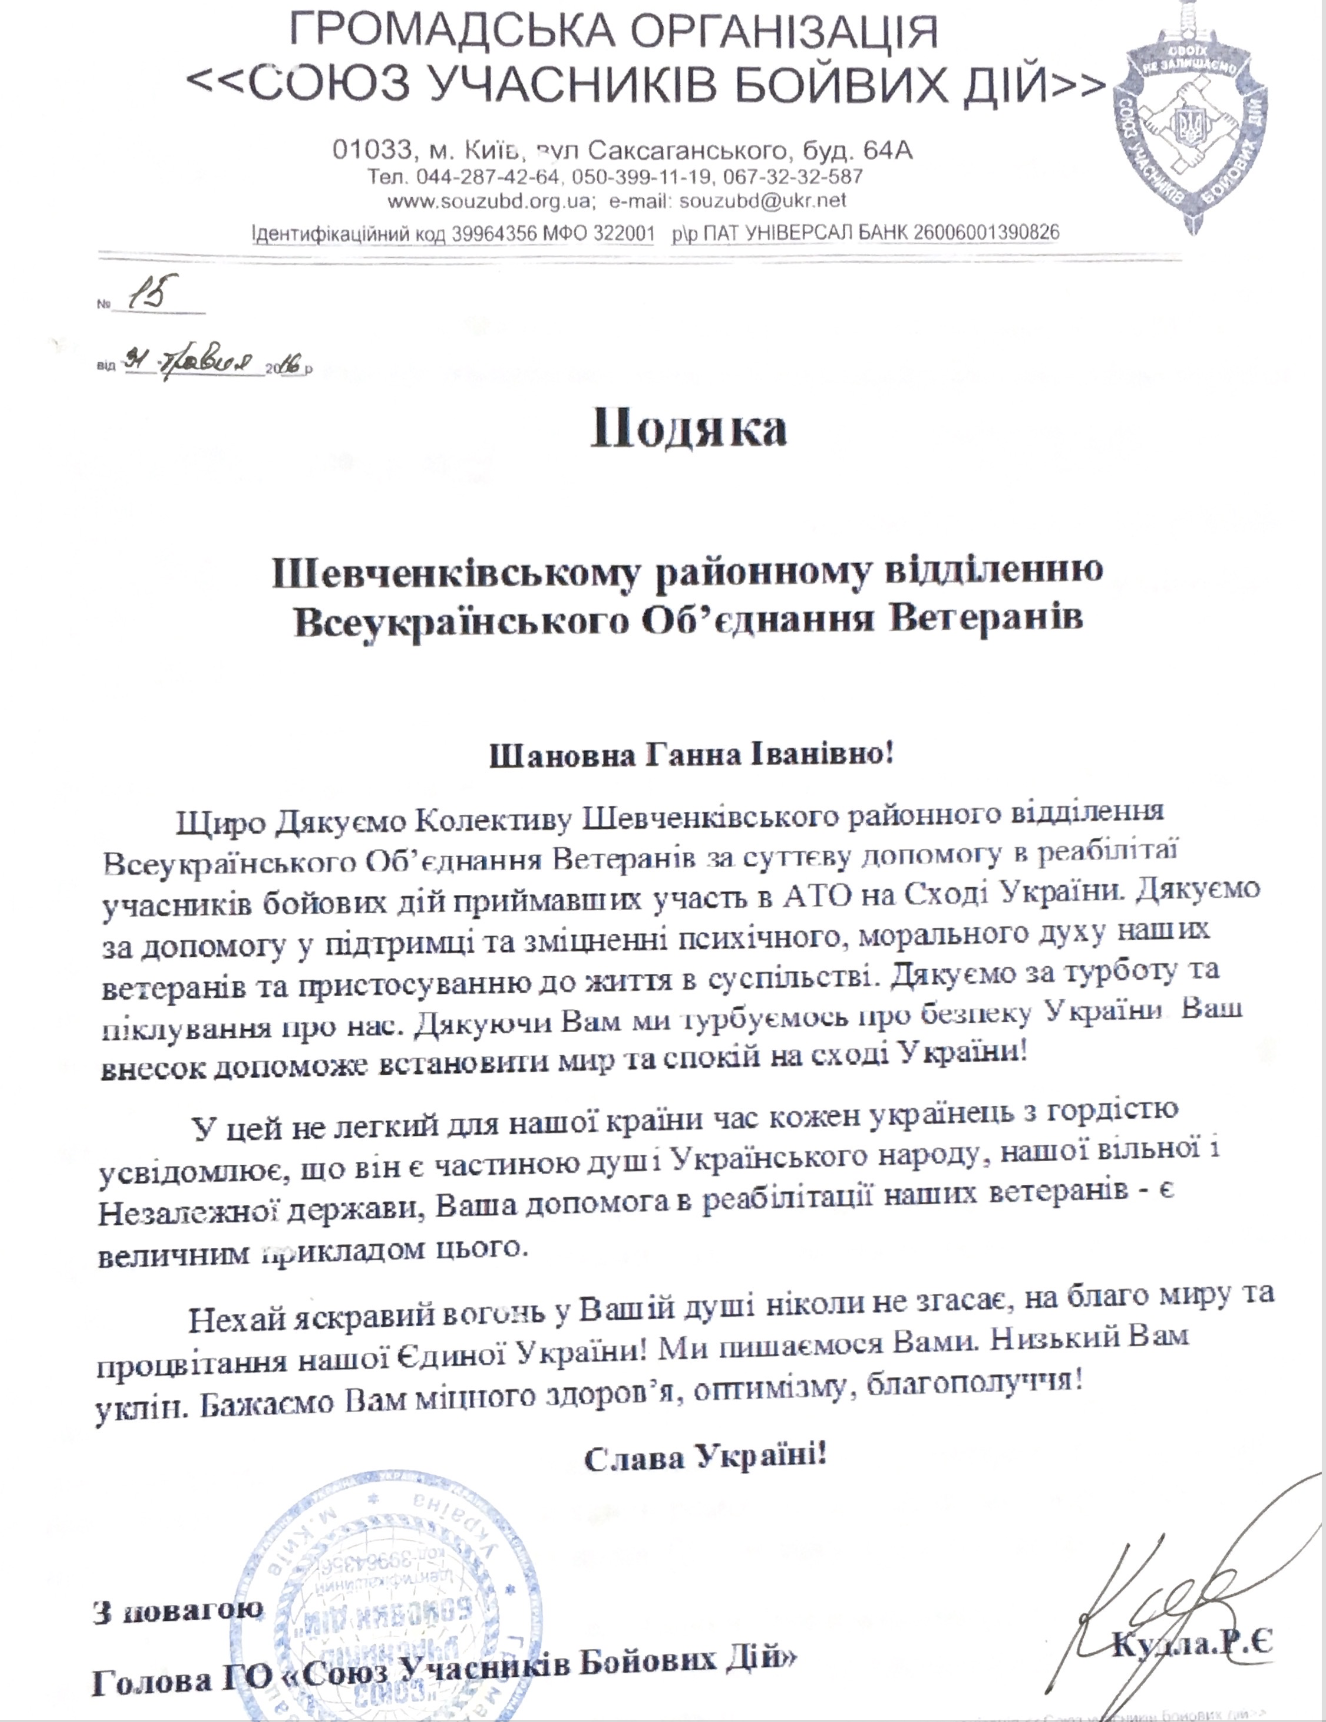 ГРОМАДСЬКА ОРГАНІЗАЦІЯ
<<СОЮЗ УЧАСНИКІВ БОЙВИХ ДІЙ>>
СВОЇХ
НЕ ЗАЛИШАЄМО
СОЮЗ УЧАСНИКІВ БОЙОВИХ ДІЙ
01033, м. Київ, вул Саксаганського, буд. 64А
Тел. 044-287-42-64, 050-399-11-19, 067-32-32-587
www.souzubd.org.ua; e-mail: souzubd@ukr.net
Ідентифікаційний код 39964356 МФО 322001 р\р ПАТ УНІВЕРСАЛ БАНК 26006001390826
№ 15
від травня 2016 р
Подяка
Шевченківському районному відділенню
Всеукраїнського Об’єднання Ветеранів
Шановна Ганна Іванівно!
Щиро Дякуємо Колективу Шевченківського районного відділення
Всеукраїнського Об’єднання Ветеранів за суттєву допомогу в реабілітаї
учасників бойових дій приймавших участь в АТО на Сході України. Дякуємо
за допомогу у підтримці та зміцненні психічного, морального духу наших
ветеранів та пристосуванню до життя в суспільстві. Дякуємо за турботу та
піклування про нас. Дякуючи Вам ми турбуємось про безпеку України Ваш
внесок допоможе встановити мир та спокій на сході України!
У цей не легкий для нашої країни час кожен українець з гордістю
усвідомлює, що він є частиною душі Українського народу, нашої вільної і
Незалежної держави, Ваша допомога в реабілітації наших ветеранів - є
величним прикладом цього.
Нехай яскравий вогонь у Вашій душі ніколи не згасає, на благо миру та
процвітання нашої Єдиної України! Ми пишаємося Вами. Низький Вам
уклін. Бажаємо Вам міцного здоров’я, оптимізму, благополуччя!
Слава Україні!
Україна * м.Київ
Ідентифікаційний
код 39964356
СОЮЗ
УЧАСНИКІВ
БОЙОВИХ ДІЙ
З повагою
Голова ГО «Союз Учасників Бойових Дій»
Кудла.Р.Є